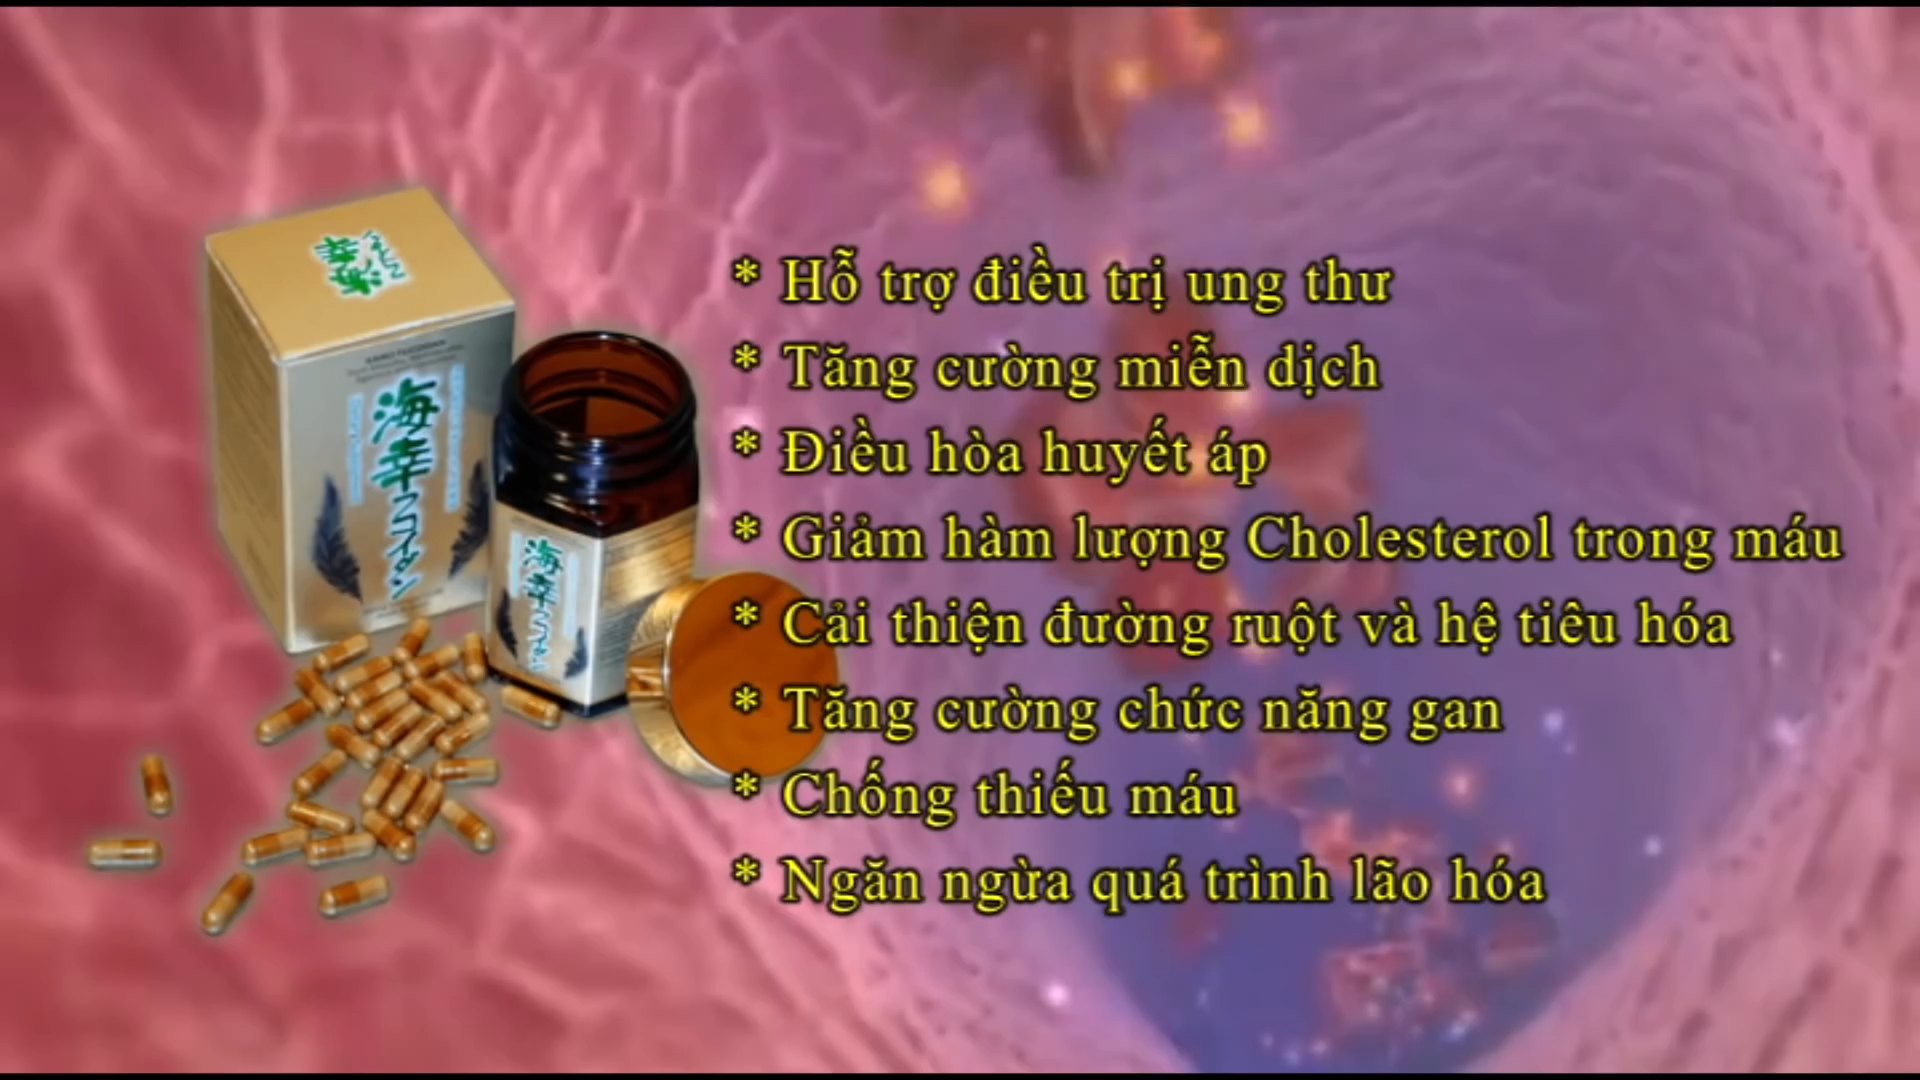 海幸フコイダン
海幸フコイダン
* Hỗ trợ điều trị ung thư
* Tăng cường miễn dịch
* Điều hòa huyết áp
* Giảm hàm lượng Cholesterol trong máu
* Cải thiện đường ruột và hệ tiêu hóa
* Tăng cường chức năng gan
* Chống thiếu máu
* Ngăn ngừa quá trình lão hóa